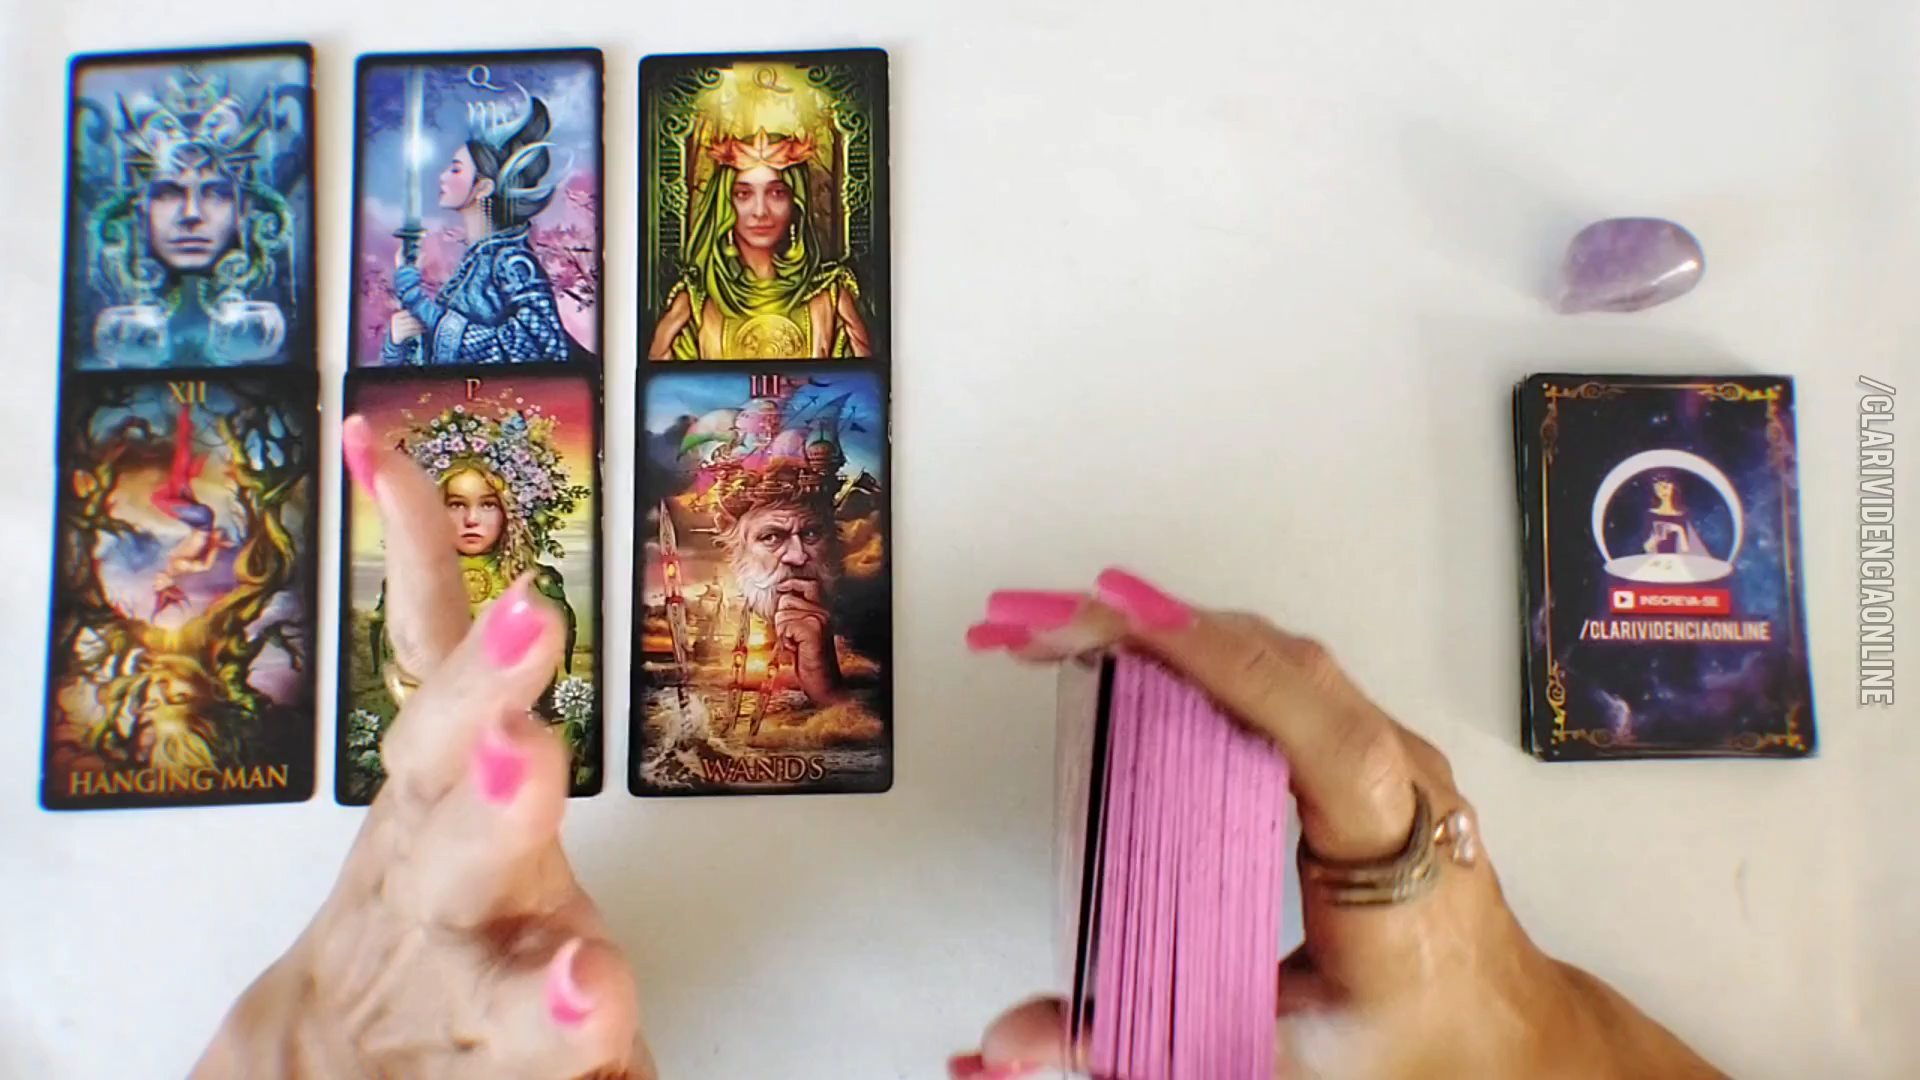 Q
Q
XII
P
III
HANGING MAN
WANDS
INSCREVA-SE
/CLARIVIDENCIAONLINE
/CLARIVIDENCIAONLINE